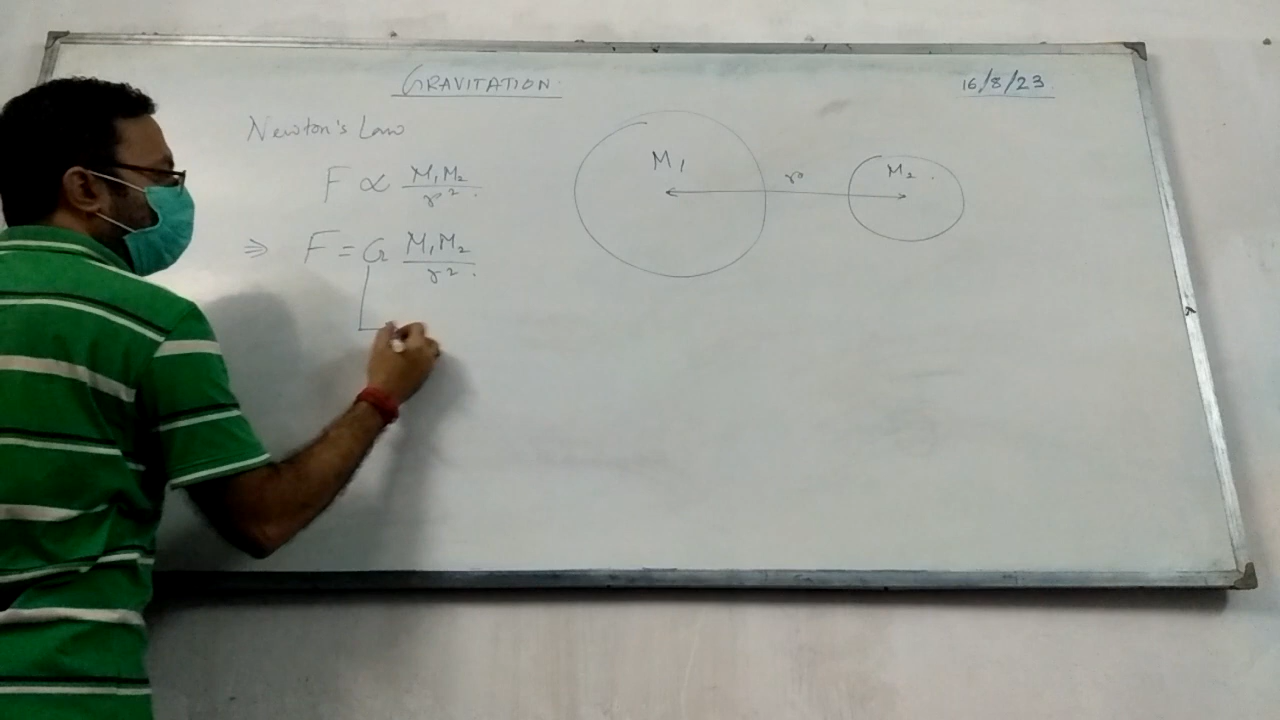 GRAVITATION
16/8/23
Newton's Law
F ∝ M₁M₂/r²
⇒ F = G M₁M₂/r²
M₁
r
M₂